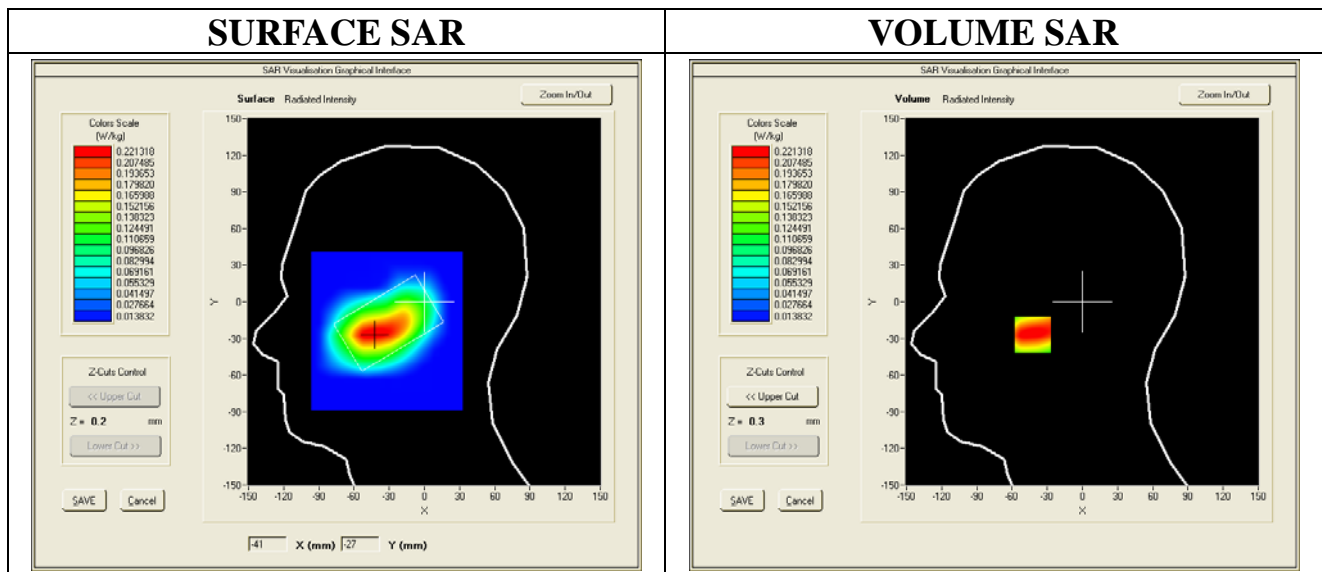 SURFACE SAR
SAR Visualisation Graphical Interface
Surface Radiated Intensity
Zoom In/Out
Colors Scale
(W/kg)
0.221318
0.207485
0.193653
0.179820
0.165988
0.152156
0.138323
0.124491
0.110659
0.096826
0.082994
0.069161
0.055329
0.041497
0.027664
0.013832
Z-Cuts Control
<< Upper Cut
Z = 0.2 mm
Lower Cut >>
SAVE Cancel
150
120
90
60
30
0
-30
-60
-90
-120
-150
Y
-150 -120 -90 -60 -30 0 30 60 90 120 150
X
-41 X (mm) -27 Y (mm)
VOLUME SAR
SAR Visualisation Graphical Interface
Volume Radiated Intensity
Zoom In/Out
Colors Scale
(W/kg)
0.221318
0.207485
0.193653
0.179820
0.165988
0.152156
0.138323
0.124491
0.110659
0.096826
0.082994
0.069161
0.055329
0.041497
0.027664
0.013832
Z-Cuts Control
<< Upper Cut
Z = 0.3 mm
Lower Cut >>
SAVE Cancel
150
120
90
60
30
0
-30
-60
-90
-120
-150
Y
-150 -120 -90 -60 -30 0 30 60 90 120 150
X